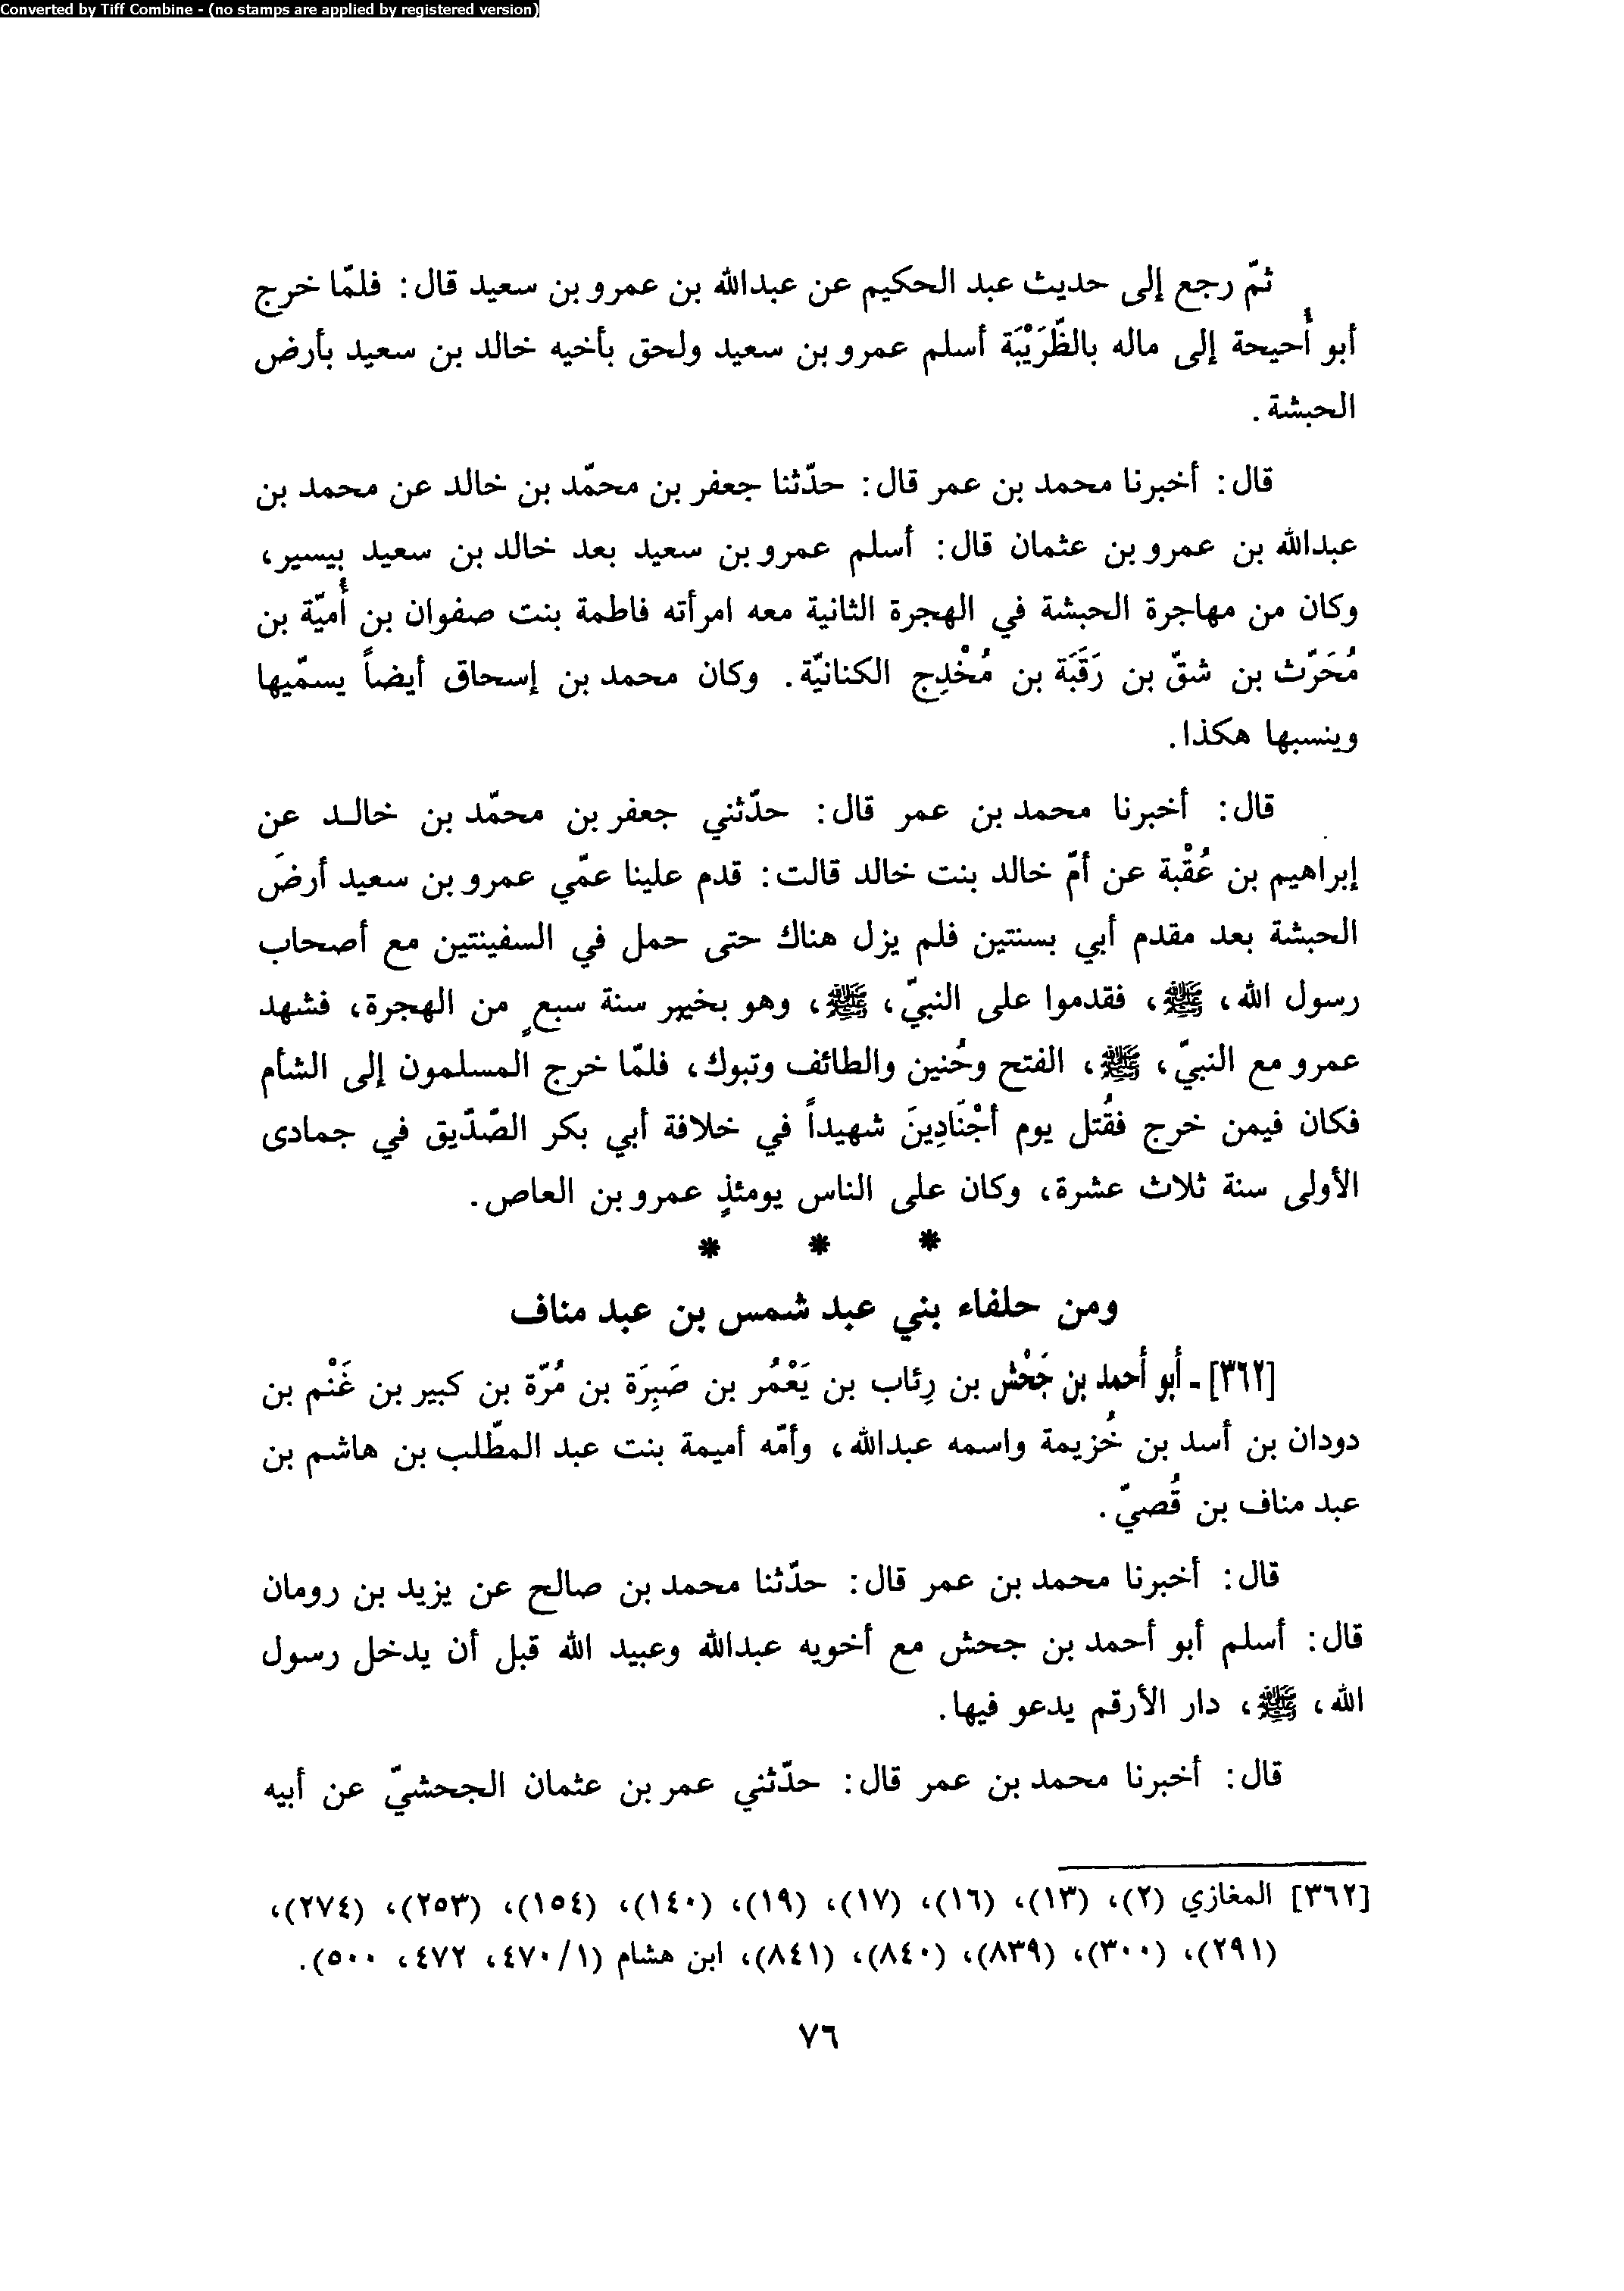 Converted by Tiff Combine - (no stamps are applied by registered version)
ثمّ رجع إلى حديث عبد الحكيم عن عبدالله بن عمرو بن سعيد قال: فلمّا خرج
أبو أُحيحة إلى ماله بالظَّرَيْبَة أسلم عمرو بن سعيد ولحق بأخيه خالد بن سعيد بأرض
الحبشة.
قال: أخبرنا محمد بن عمر قال: حدّثنا جعفر بن محمّد بن خالد عن محمد بن
عبدالله بن عمرو بن عثمان قال: أسلم عمرو بن سعيد بعد خالد بن سعيد بيسير،
وكان من مهاجرة الحبشة في الهجرة الثانية معه امرأته فاطمة بنت صفوان بن أُميّة بن
مُحَرّث بن شقّ بن رَقَبَة بن مُخْدِج الكنانيّة. وكان محمد بن إسحاق أيضاً يسمّيها
وينسبها هكذا.
قال: أخبرنا محمد بن عمر قال: حدّثني جعفر بن محمّد بن خالد عن
إبراهيم بن عُقْبة عن أمّ خالد بنت خالد قالت: قدم علينا عمّي عمرو بن سعيد أرضَ
الحبشة بعد مقدم أبي بسنتين فلم يزل هناك حتى حمل في السفينتين مع أصحاب
رسول الله، ﷺ، فقدموا على النبيّ، ﷺ، وهو بخيبر سنة سبعٍ من الهجرة، فشهد
عمرو مع النبيّ، ﷺ، الفتح وحُنين والطائف وتبوك، فلمّا خرج المسلمون إلى الشأم
فكان فيمن خرج فقُتل يوم أجْنَادِينَ شهيداً في خلافة أبي بكر الصّدّيق في جمادى
الأولى سنة ثلاث عشرة، وكان على الناس يومئذٍ عمرو بن العاص.
* * *
ومن حلفاء بني عبد شمس بن عبد مناف
[٣٦٢] ـ أبو أحمد بن جَحْش بن رِئاب بن يَعْمُر بن صَبِرَة بن مُرّة بن كبير بن غَنْم بن
دودان بن أسد بن خُزيمة واسمه عبدالله، وأمّه أميمة بنت عبد المطّلب بن هاشم بن
عبد مناف بن قُصيّ.
قال: أخبرنا محمد بن عمر قال: حدّثنا محمد بن صالح عن يزيد بن رومان
قال: أسلم أبو أحمد بن جحش مع أخويه عبدالله وعبيد الله قبل أن يدخل رسول
الله، ﷺ، دار الأرقم يدعو فيها.
قال: أخبرنا محمد بن عمر قال: حدّثني عمر بن عثمان الجحشيّ عن أبيه
[٣٦٢] المغازي (٢)، (١٣)، (١٦)، (١٧)، (١٩)، (١٤٠)، (١٥٤)، (٢٥٣)، (٢٧٤)،
(٢٩١)، (٣٠٠)، (٨٣٩)، (٨٤٠)، (٨٤١)، ابن هشام (١/٤٧٠، ٤٧٢، ٥٠٠).
٧٦